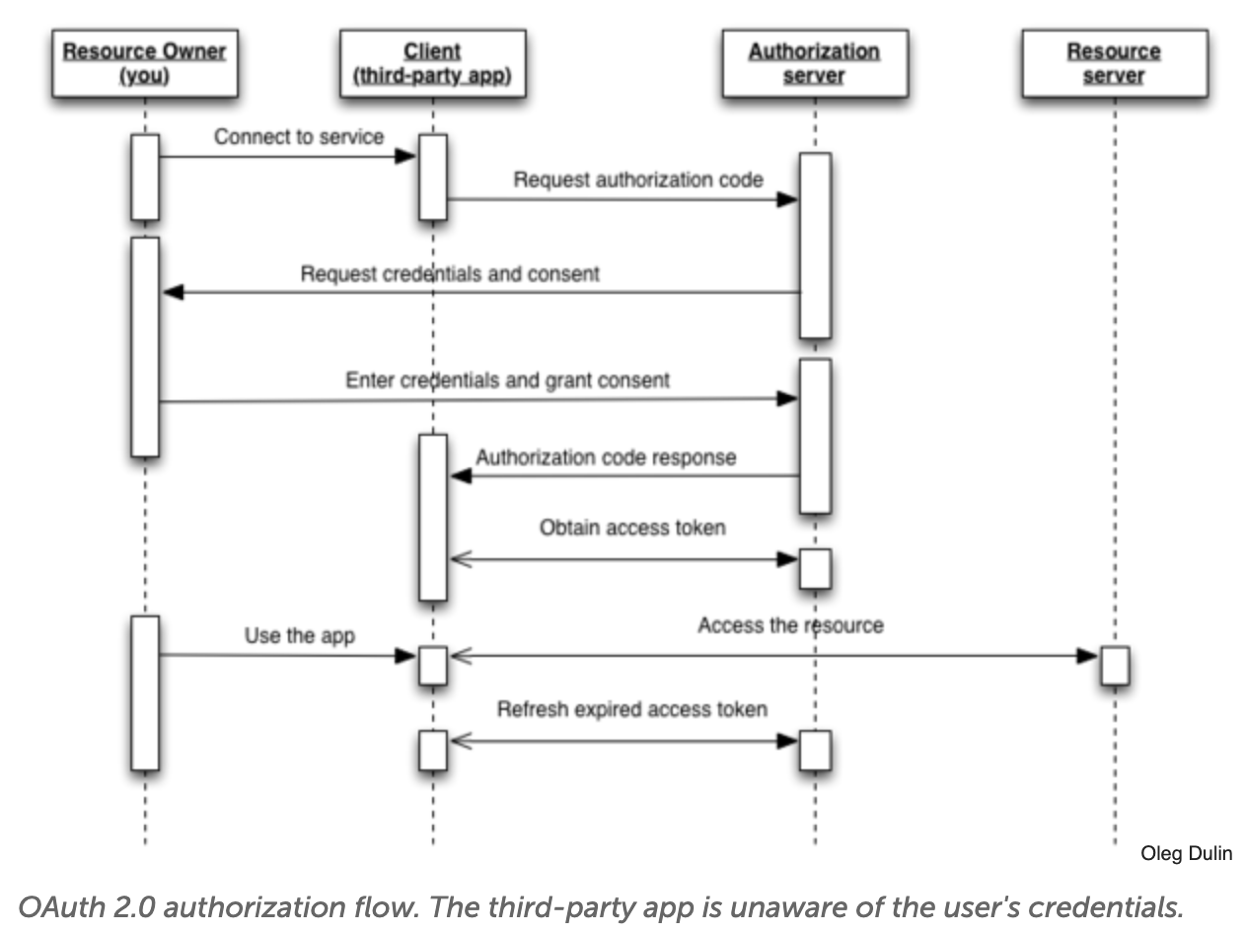 Resource Owner
(you)
Client
(third-party app)
Authorization
server
Resource
server
Connect to service
Request authorization code
Request credentials and consent
Enter credentials and grant consent
Authorization code response
Obtain access token
Access the resource
Use the app
Refresh expired access token
Oleg Dulin
OAuth 2.0 authorization flow. The third-party app is unaware of the user's credentials.